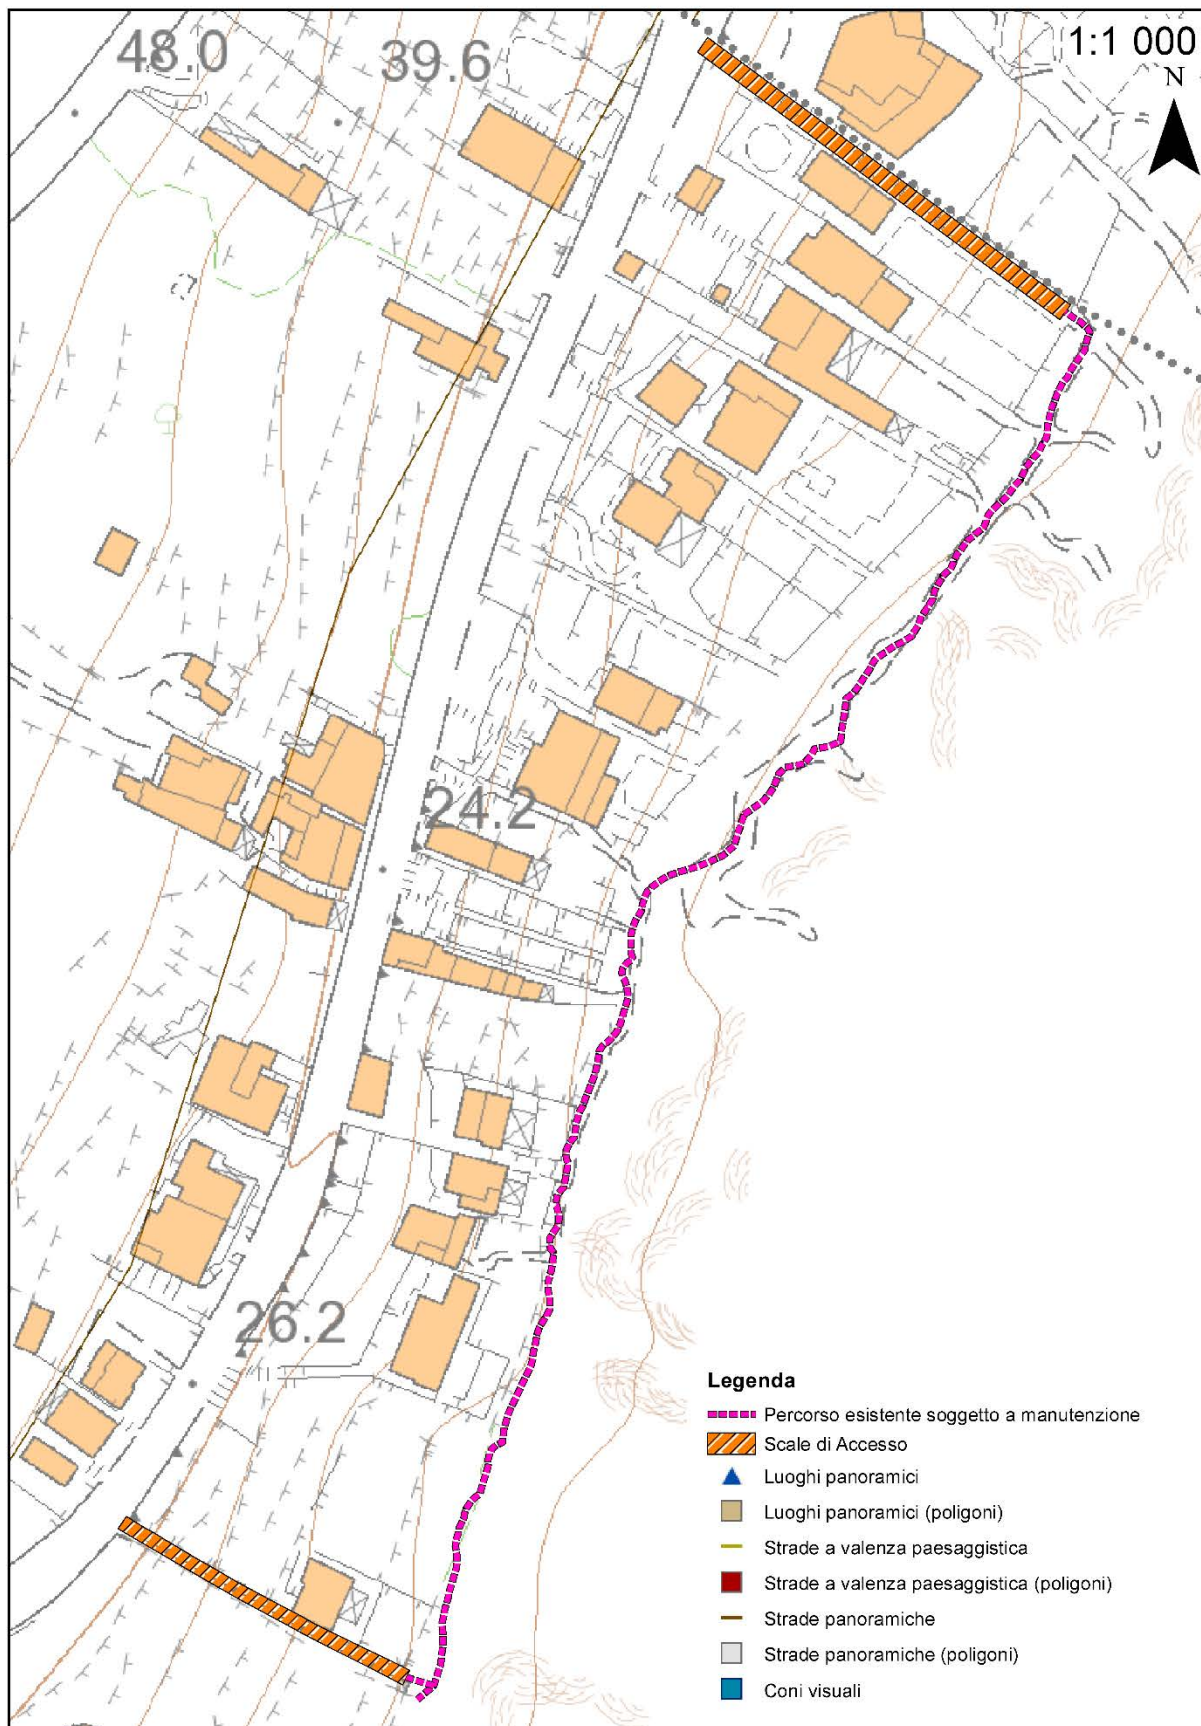 48.0
39.6
1:1 000
N
24.2
26.2
Legenda
Percorso esistente soggetto a manutenzione
Scale di Accesso
Luoghi panoramici
Luoghi panoramici (poligoni)
Strade a valenza paesaggistica
Strade a valenza paesaggistica (poligoni)
Strade panoramiche
Strade panoramiche (poligoni)
Coni visuali